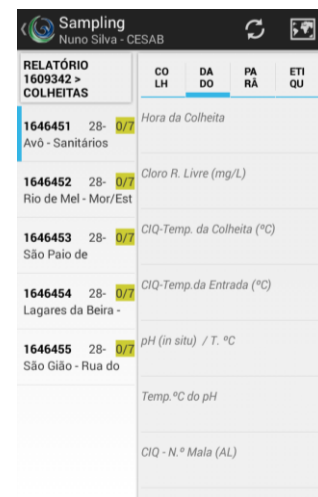 Sampling
Nuno Silva - CESAB
RELATÓRIO
1609342 >
COLHEITAS
CO
LH
DA
DO
PA
RÂ
ETI
QU
1646451 28- 0/7
Avô - Sanitários
1646452 28- 0/7
Rio de Mel - Mor/Est
1646453 28- 0/7
São Paio de
1646454 28- 0/7
Lagares da Beira -
1646455 28- 0/7
São Gião - Rua do
Hora da Colheita
Cloro R. Livre (mg/L)
CIQ-Temp. da Colheita (ºC)
CIQ-Temp.da Entrada (ºC)
pH (in situ) / T. ºC
Temp.ºC do pH
CIQ - N.º Mala (AL)